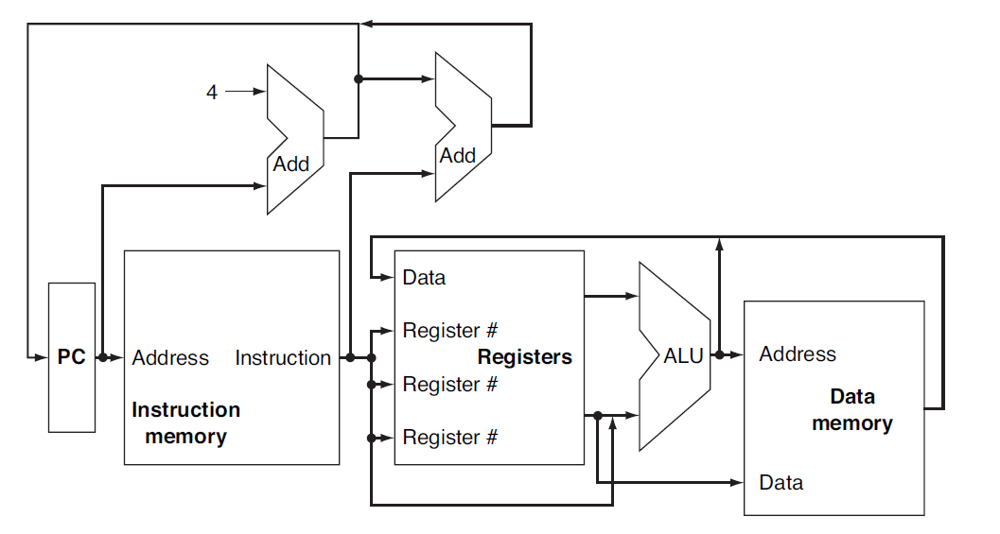 4
Add
Add
Data
Register #
PC
Address
Instruction
Registers
ALU
Address
Register #
Data
memory
Instruction
memory
Register #
Data